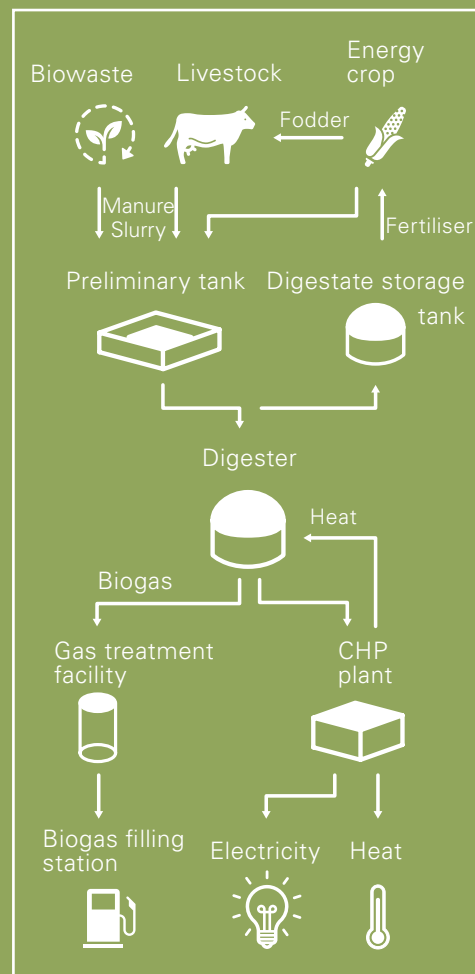 Biowaste
Livestock
Energy
crop
Fodder
Manure
Slurry
Fertiliser
Preliminary tank
Digestate storage
tank
Digester
Heat
Biogas
Gas treatment
facility
CHP
plant
Biogas filling
station
Electricity
Heat